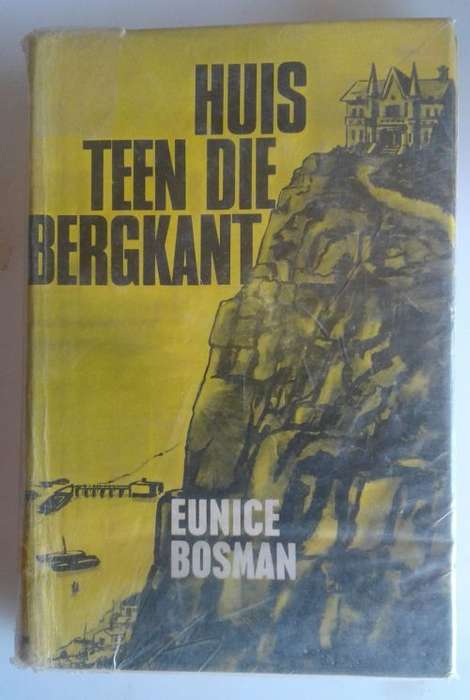 HUIS
TEEN DIE
BERGKANT
EUNICE
BOSMAN